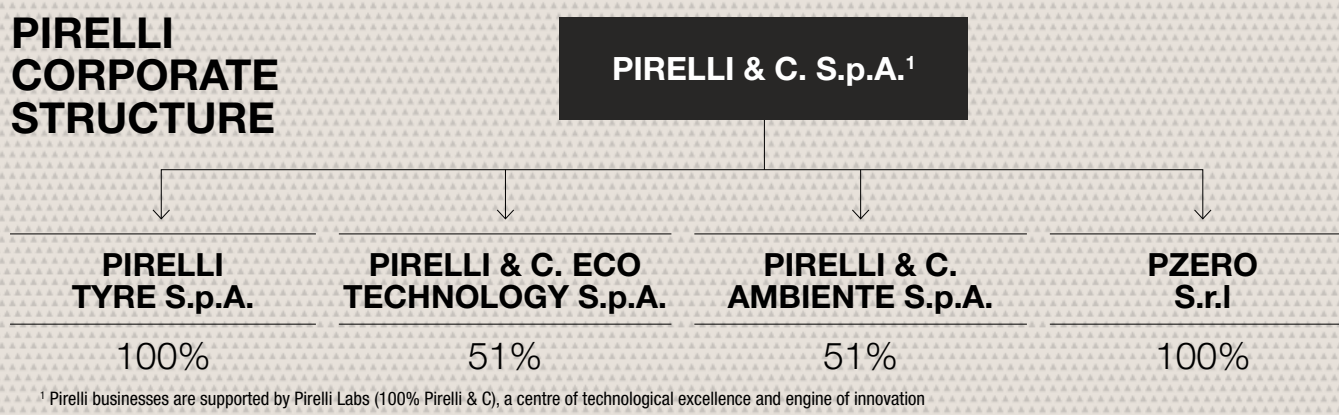 PIRELLI
CORPORATE
STRUCTURE
PIRELLI & C. S.p.A.¹
PIRELLI
TYRE S.p.A.
100%
PIRELLI & C. ECO
TECHNOLOGY S.p.A.
51%
PIRELLI & C.
AMBIENTE S.p.A.
51%
PZERO
S.r.l
100%
¹ Pirelli businesses are supported by Pirelli Labs (100% Pirelli & C), a centre of technological excellence and engine of innovation